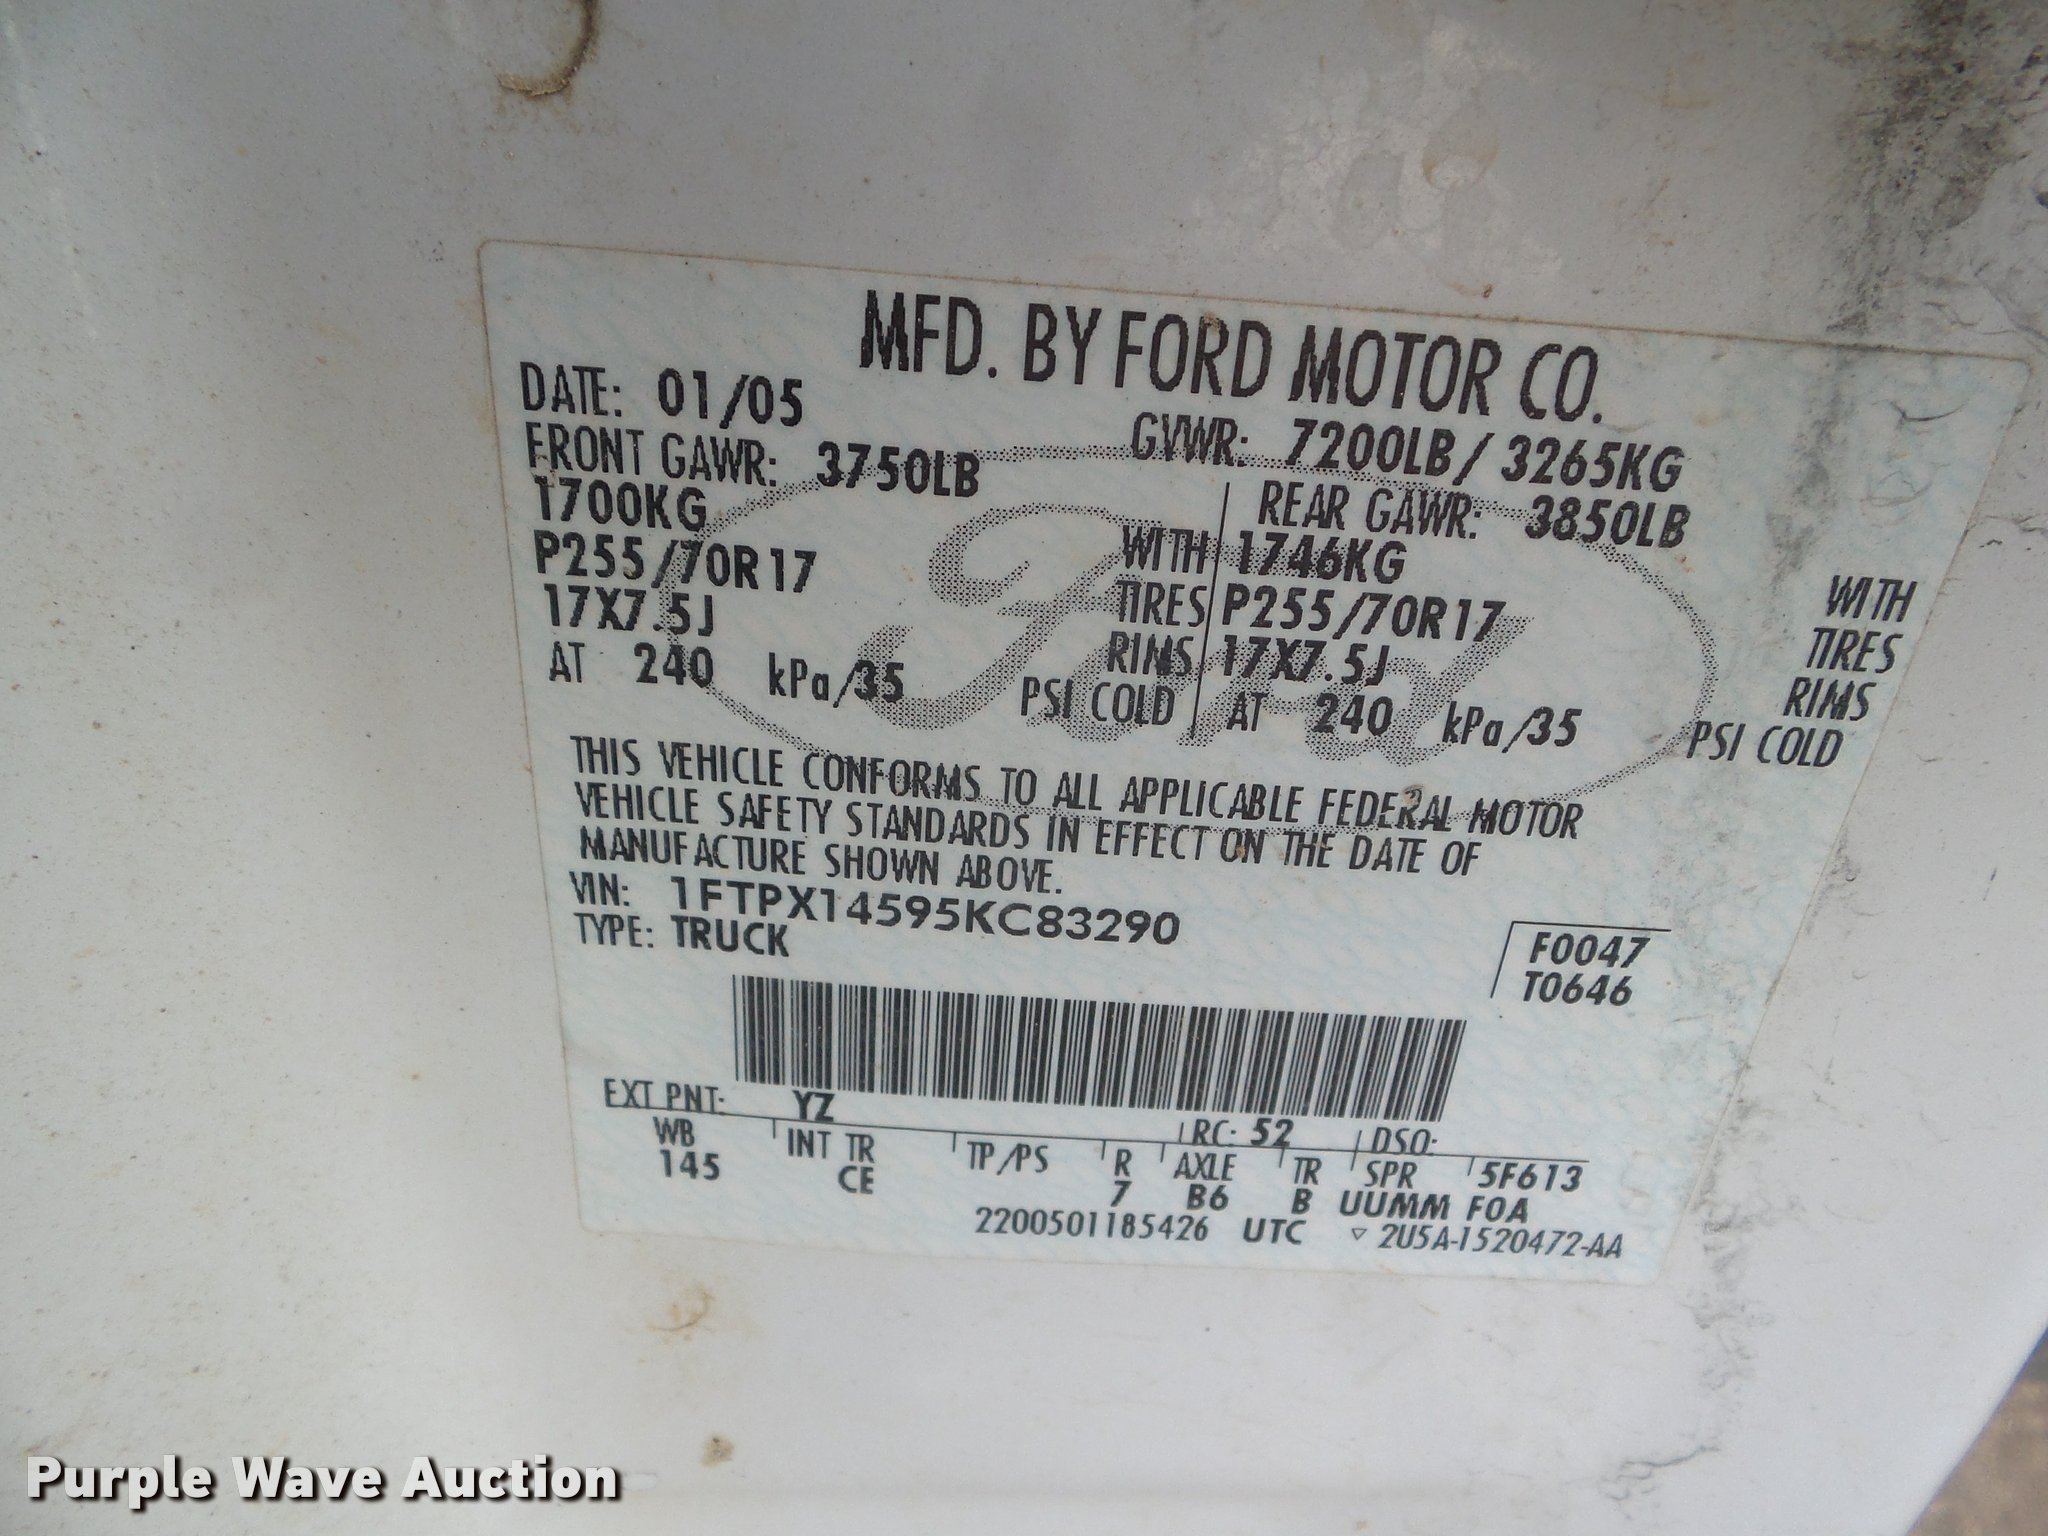 MFD. BY FORD MOTOR CO.
DATE: 01/05 GVWR: 7200LB / 3265KG
FRONT GAWR: 3750LB REAR GAWR: 3850LB
1700KG WITH 1746KG WITH
P255/70R17 TIRES P255/70R17 TIRES
17X7.5J RIMS 17X7.5J RIMS
AT 240 kPa/35 PSI COLD AT 240 kPa/35 PSI COLD
Ford
THIS VEHICLE CONFORMS TO ALL APPLICABLE FEDERAL MOTOR
VEHICLE SAFETY STANDARDS IN EFFECT ON THE DATE OF
MANUFACTURE SHOWN ABOVE.
VIN: 1FTPX14595KC83290
TYPE: TRUCK
F0047
T0646
EXT PNT: YZ RC: 52 DSO:
WB INT TR TP/PS R AXLE TR SPR 5F613
145 CE 7 B6 B UUMM FOA
2200501185426 UTC ▽ 2U5A-1520472-AA
Purple Wave Auction